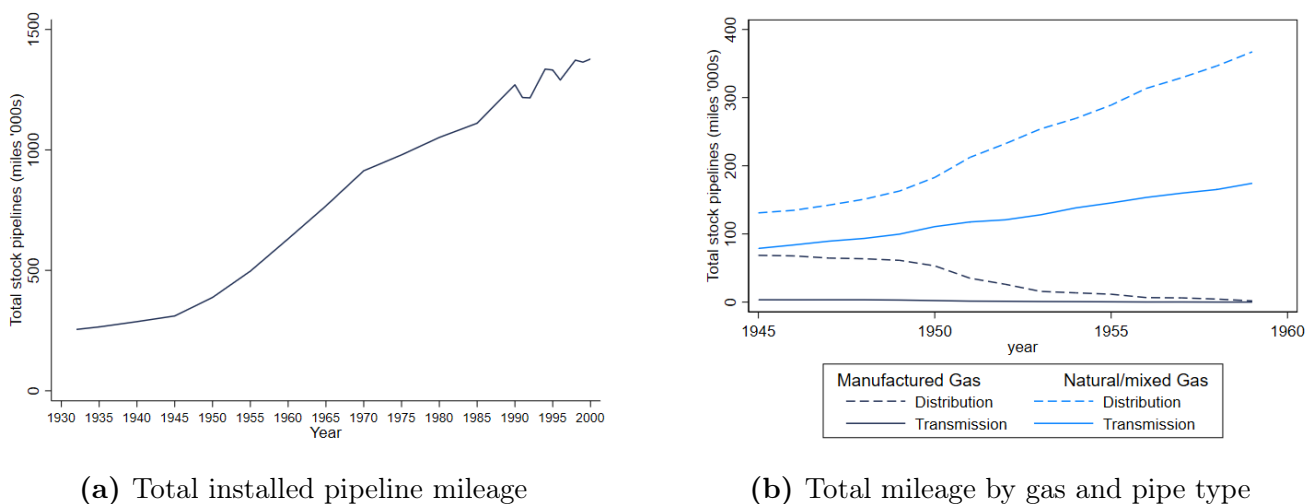 Total stock pipelines (miles '000s)
1500
1000
500
0
1930 1935 1940 1945 1950 1955 1960 1965 1970 1975 1980 1985 1990 1995 2000
Year
(a) Total installed pipeline mileage
Total stock pipelines (miles '000s)
400
300
200
100
0
1945 1950 1955 1960
year
Manufactured Gas Natural/mixed Gas
Distribution Distribution
Transmission Transmission
(b) Total mileage by gas and pipe type